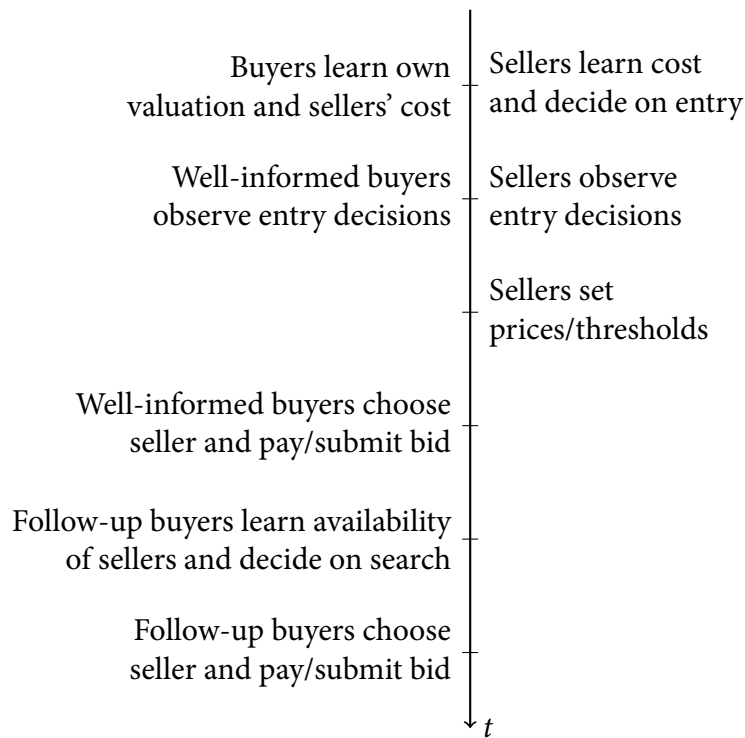 Buyers learn own
valuation and sellers’ cost
Sellers learn cost
and decide on entry
Well-informed buyers
observe entry decisions
Sellers observe
entry decisions
Sellers set
prices/thresholds
Well-informed buyers choose
seller and pay/submit bid
Follow-up buyers learn availability
of sellers and decide on search
Follow-up buyers choose
seller and pay/submit bid
t